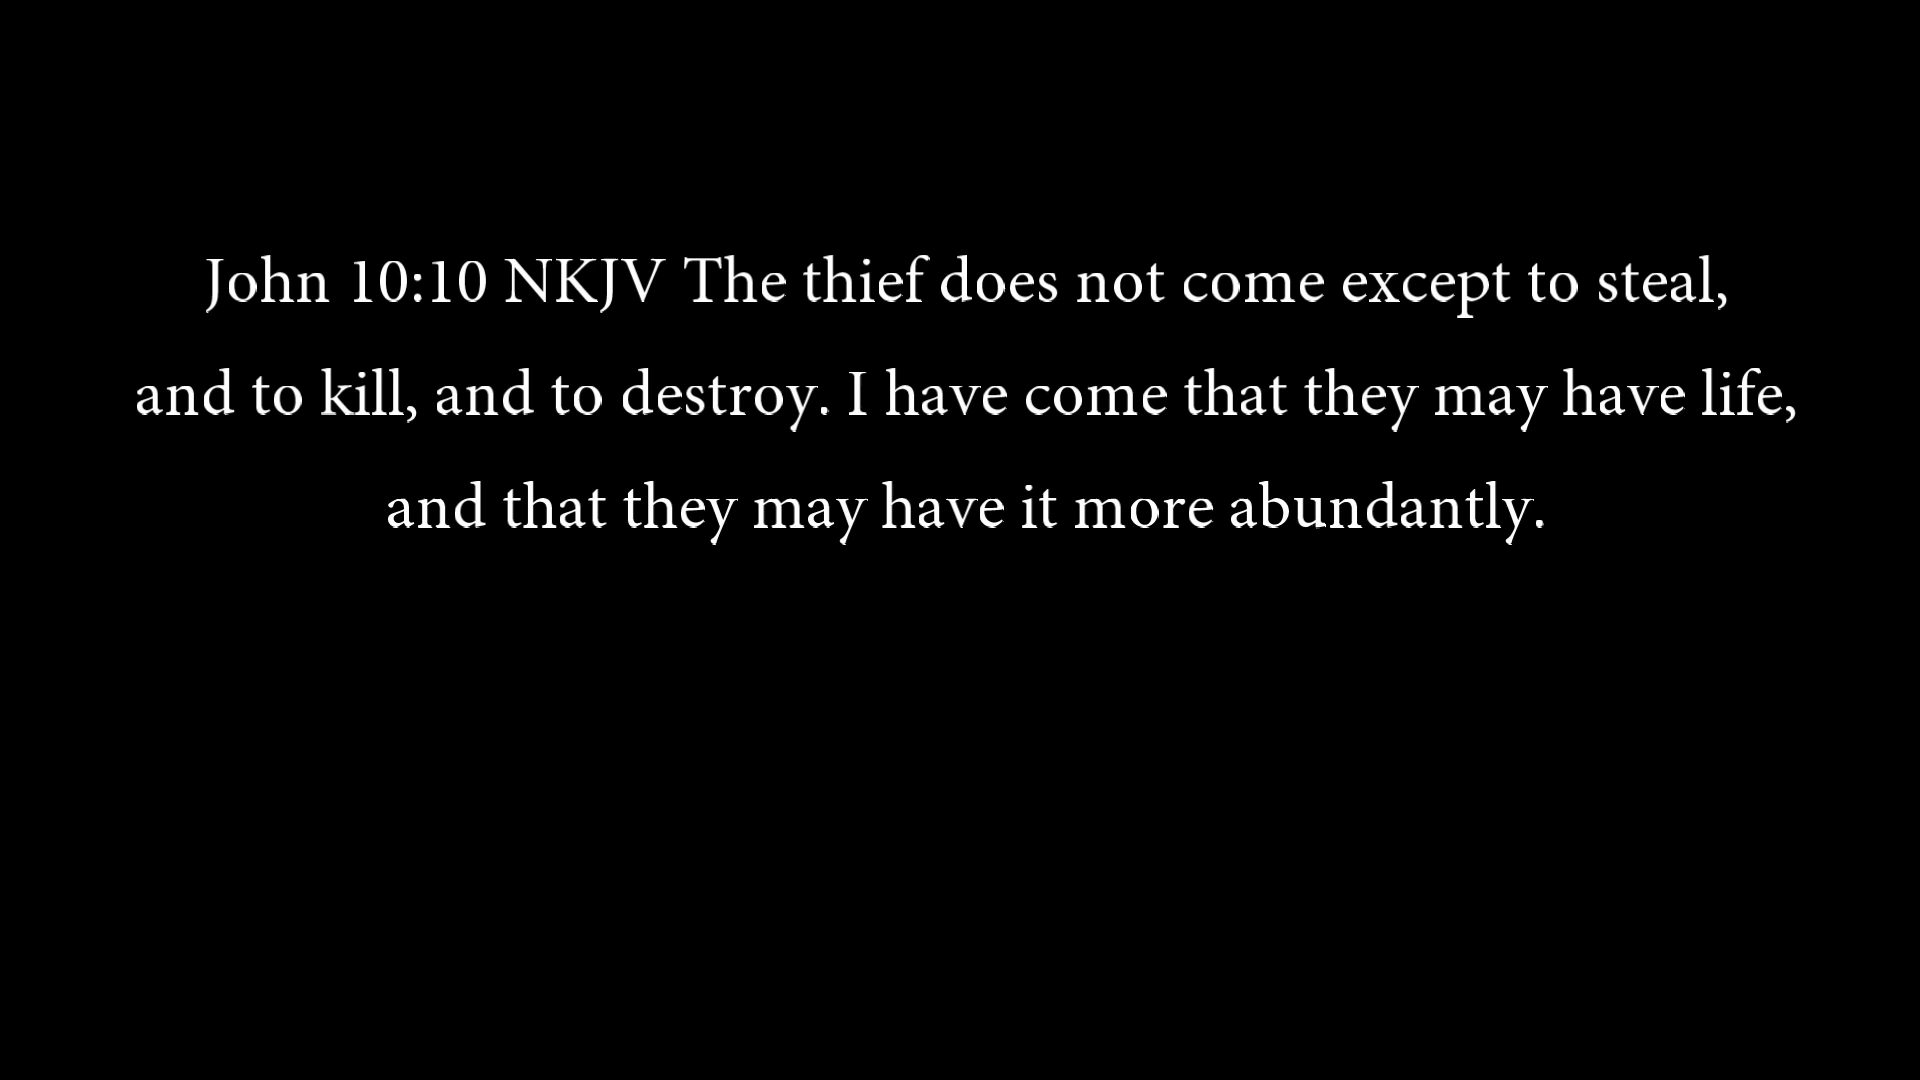 John 10:10 NKJV The thief does not come except to steal,
and to kill, and to destroy. I have come that they may have life,
and that they may have it more abundantly.